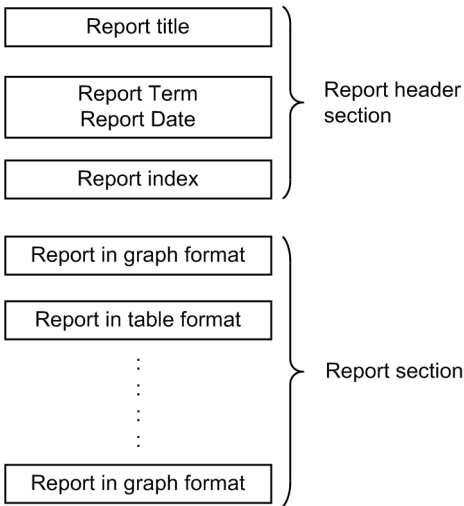 Report title
Report Term
Report Date
Report header
section
Report index
Report in graph format
Report in table format
Report section
Report in graph format